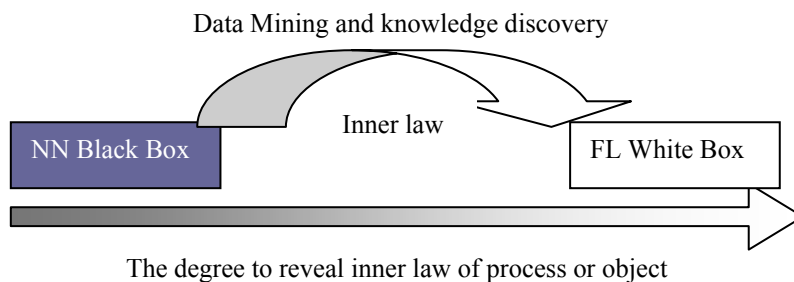 Data Mining and knowledge discovery
Inner law
NN Black Box
FL White Box
The degree to reveal inner law of process or object